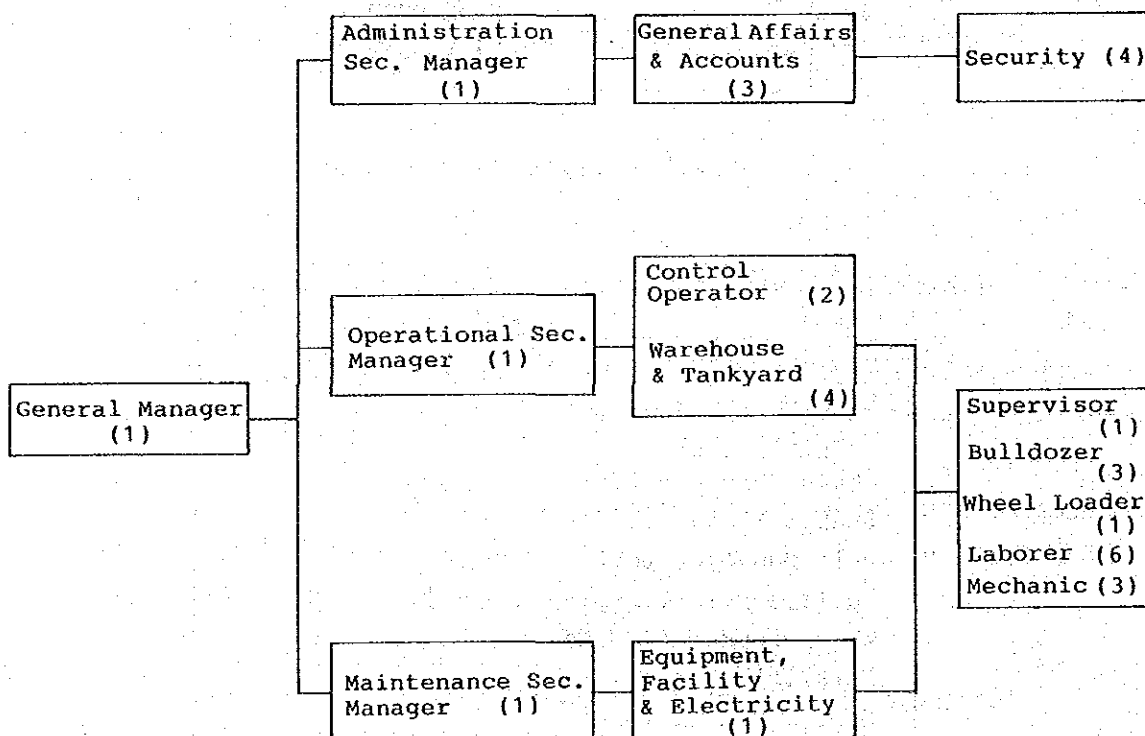 Administration
Sec. Manager
(1)
General Affairs
& Accounts
(3)
Security (4)
Control
Operator (2)
Operational Sec.
Manager (1)
Warehouse
& Tankyard
(4)
General Manager
(1)
Supervisor
(1)
Bulldozer
(3)
Wheel Loader
(1)
Laborer (6)
Mechanic (3)
Maintenance Sec.
Manager (1)
Equipment,
Facility
& Electricity
(1)